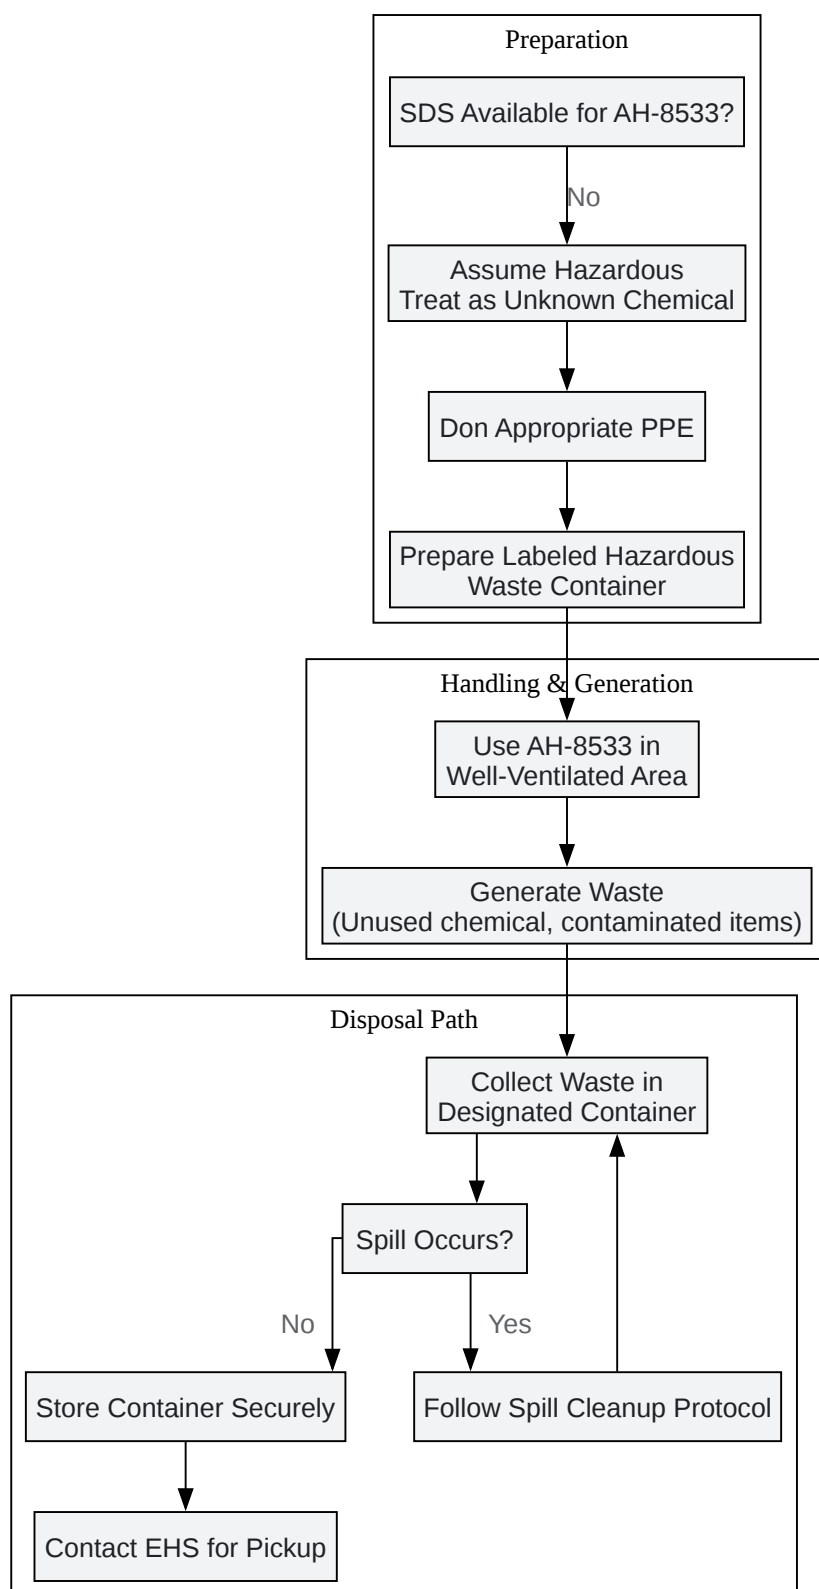 Preparation
SDS Available for AH-8533?
No
Assume Hazardous
Treat as Unknown Chemical
Don Appropriate PPE
Prepare Labeled Hazardous
Waste Container
Handling & Generation
Use AH-8533 in
Well-Ventilated Area
Generate Waste
(Unused chemical, contaminated items)
Disposal Path
Collect Waste in
Designated Container
Spill Occurs?
No
Yes
Store Container Securely
Follow Spill Cleanup Protocol
Contact EHS for Pickup